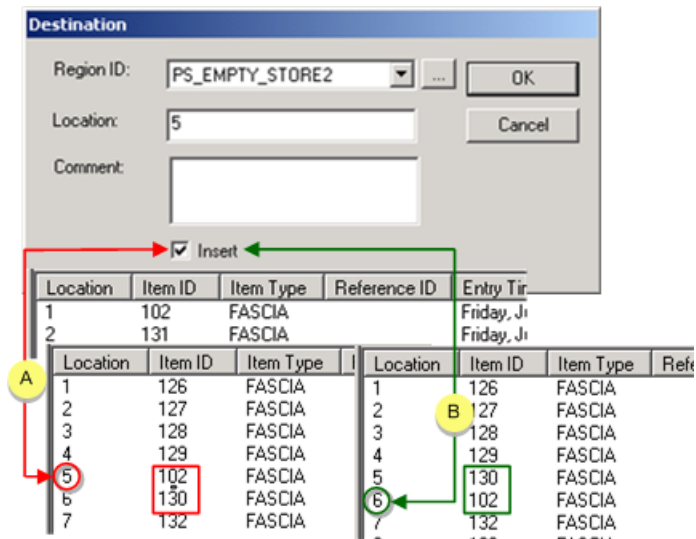 Destination
Region ID: PS_EMPTY_STORE2 ... OK
Location: 5 Cancel
Comment:
Insert
Location Item ID Item Type Reference ID Entry Tim
1 102 FASCIA Friday, Ju
2 131 FASCIA Friday, Ju
Location Item ID Item Type
1 126 FASCIA
2 127 FASCIA
3 128 FASCIA
4 129 FASCIA
5 102 FASCIA
6 130 FASCIA
7 132 FASCIA
A
Location Item ID Item Type Refe
1 126 FASCIA
2 127 FASCIA
3 128 FASCIA
4 129 FASCIA
5 130 FASCIA
6 102 FASCIA
7 132 FASCIA
B